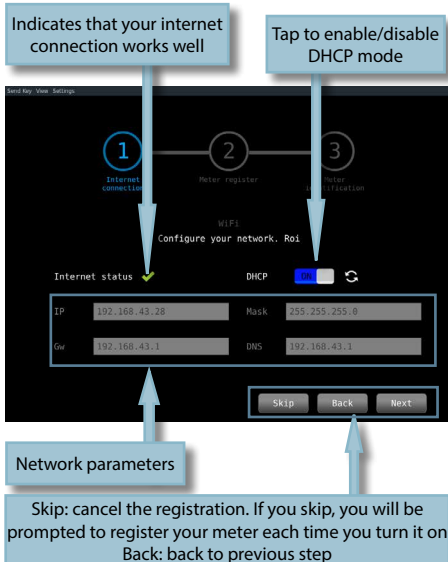 Indicates that your internet
connection works well
Tap to enable/disable
DHCP mode
Send Key View Settings
1
2
3
Internet
connection
Meter register
Meter
identification
WiFi
Configure your network. Roi
Internet status
DHCP
ON
IP
192.168.43.28
Mask
255.255.255.0
Gw
192.168.43.1
DNS
192.168.43.1
Skip
Back
Next
Network parameters
Skip: cancel the registration. If you skip, you will be
prompted to register your meter each time you turn it on
Back: back to previous step